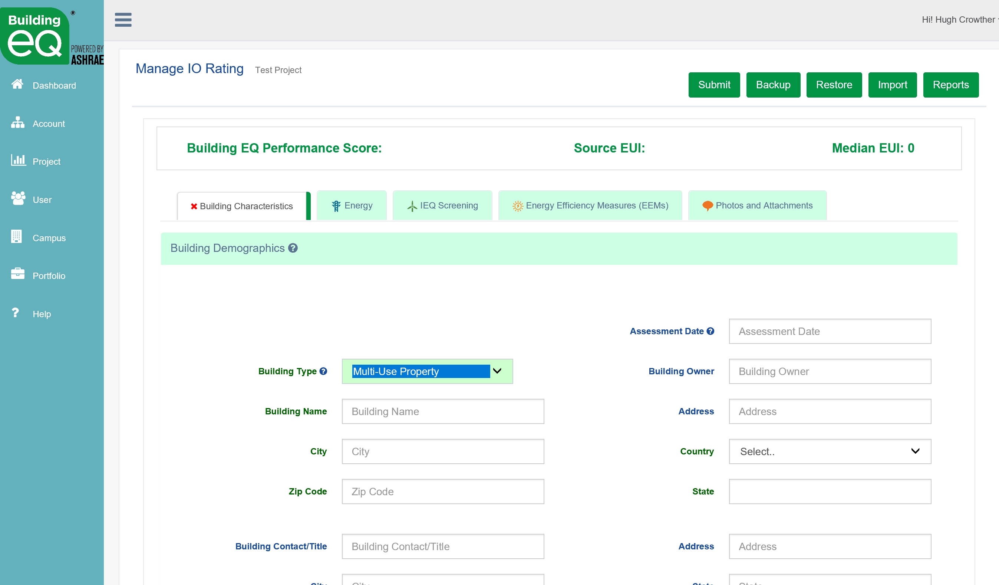 Building ®
eQ
POWERED BY
ASHRAE
Hi! Hugh Crowther
Dashboard
Account
Project
User
Campus
Portfolio
Help
Manage IO Rating Test Project
Submit Backup Restore Import Reports
Building EQ Performance Score: Source EUI: Median EUI: 0
Building Characteristics Energy IEQ Screening Energy Efficiency Measures (EEMs) Photos and Attachments
Building Demographics ?
Assessment Date ? Assessment Date
Building Type ? Multi-Use Property Building Owner Building Owner
Building Name Building Name Address Address
City City Country Select..
Zip Code Zip Code State
Building Contact/Title Building Contact/Title Address Address
City City State State